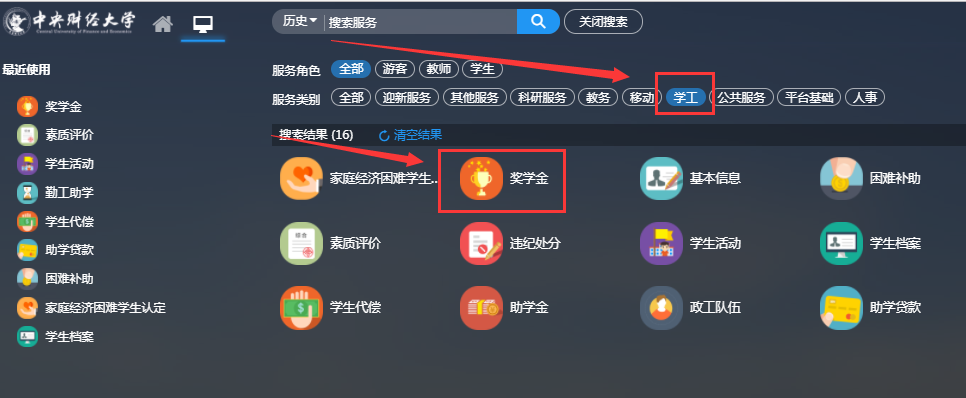 中央财经大学
Central University of Finance and Economics
历史 搜索服务 关闭搜索
最近使用
奖学金
素质评价
学生活动
勤工助学
学生代偿
助学贷款
困难补助
家庭经济困难学生认定
学生档案
服务角色 全部 游客 教师 学生
服务类别 全部 迎新服务 其他服务 科研服务 教务 移动 学工 公共服务 平台基础 人事
搜索结果 (16) 清空结果
家庭经济困难学生... 奖学金 基本信息 困难补助
素质评价 违纪处分 学生活动 学生档案
学生代偿 助学金 政工队伍 助学贷款